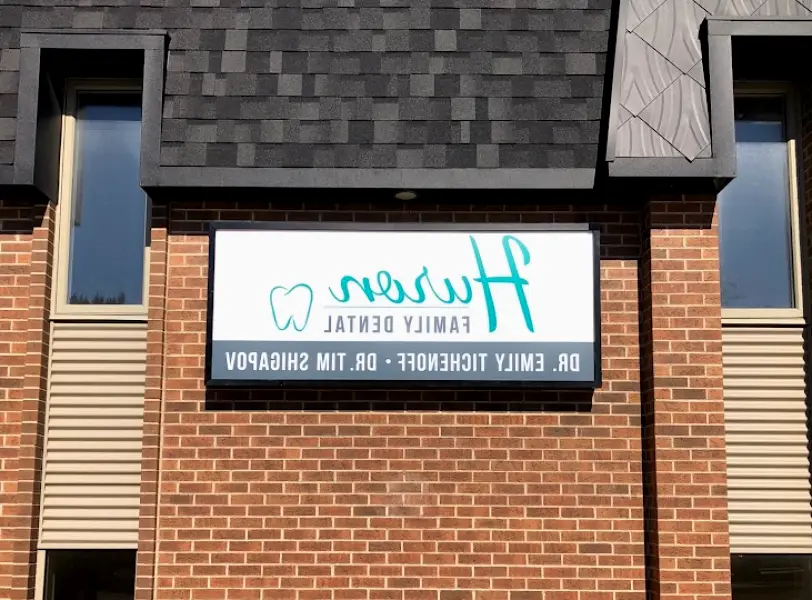 Huron
FAMILY DENTAL
DR. EMILY TICHENOFF • DR. TIM SHIGAPOV